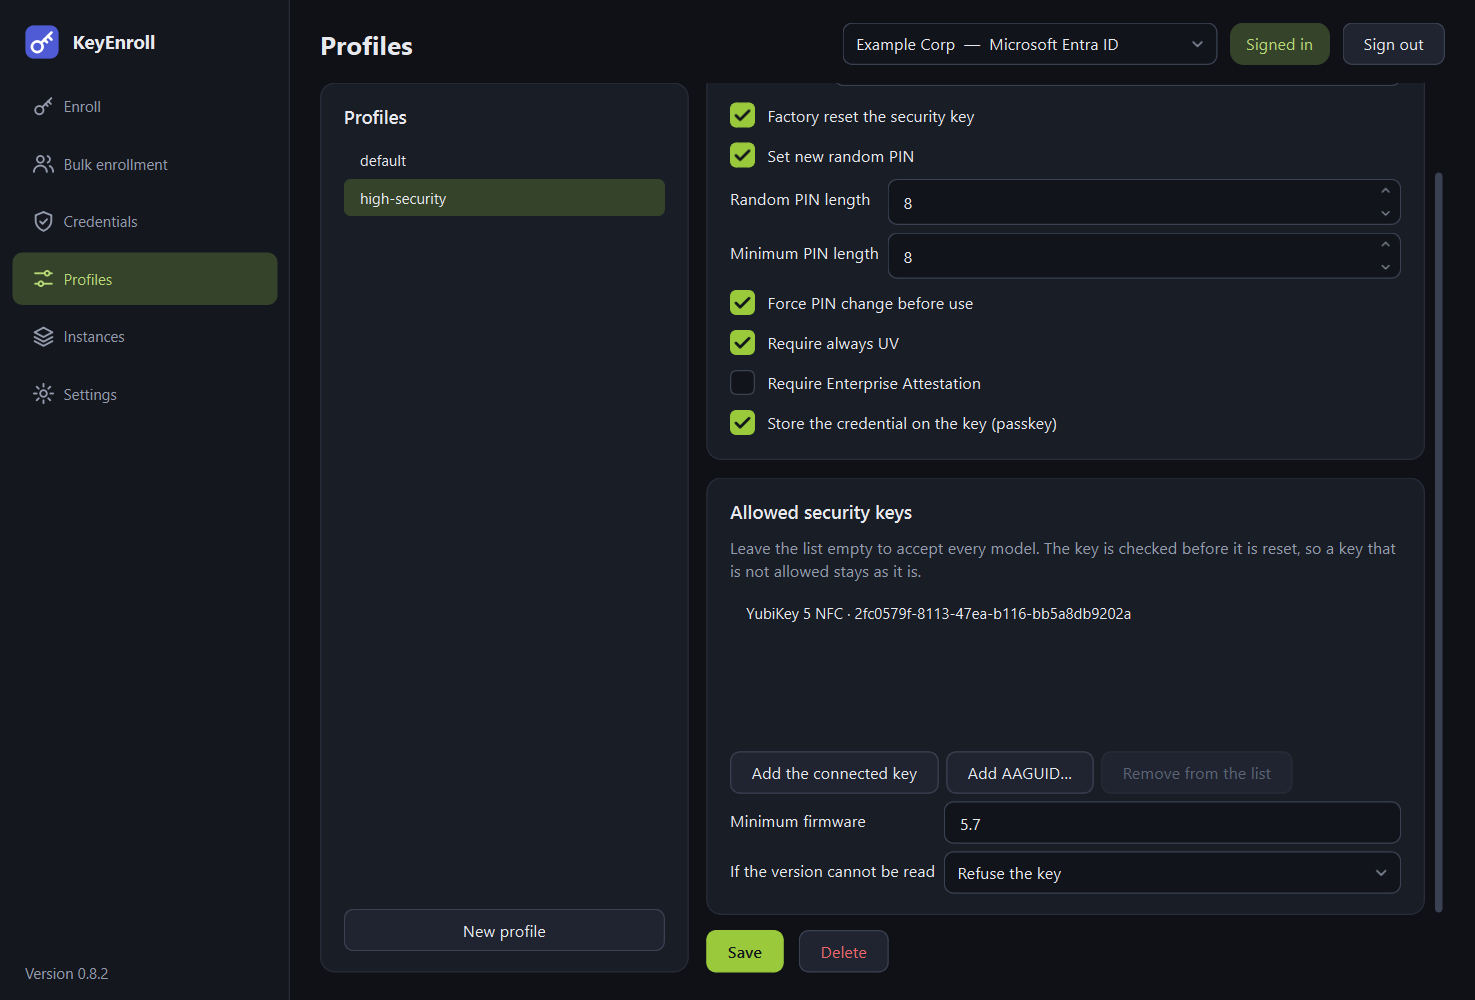 KeyEnroll
Enroll
Bulk enrollment
Credentials
Profiles
Instances
Settings
Version 0.8.2
Profiles
Example Corp — Microsoft Entra ID
Signed in
Sign out
Profiles
default
high-security
New profile
Factory reset the security key
Set new random PIN
Random PIN length
8
Minimum PIN length
8
Force PIN change before use
Require always UV
Require Enterprise Attestation
Store the credential on the key (passkey)
Allowed security keys
Leave the list empty to accept every model. The key is checked before it is reset, so a key that
is not allowed stays as it is.
YubiKey 5 NFC · 2fc0579f-8113-47ea-b116-bb5a8db9202a
Add the connected key
Add AAGUID...
Remove from the list
Minimum firmware
5.7
If the version cannot be read
Refuse the key
Save
Delete